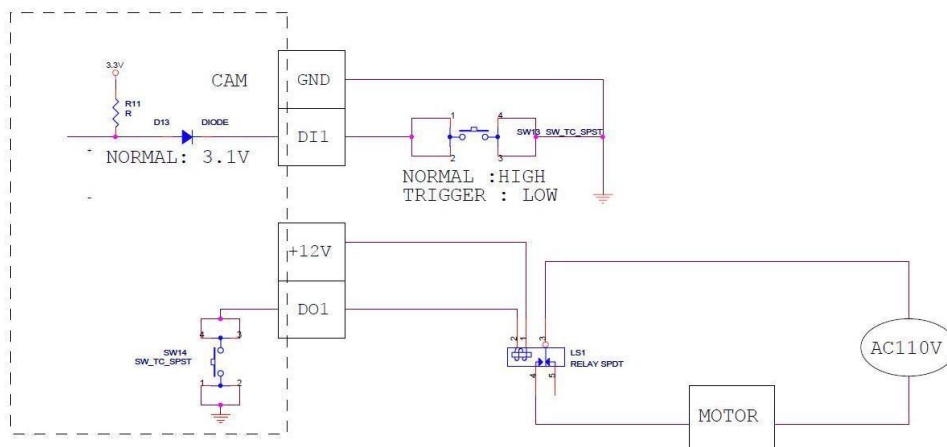 3.3V
CAM
GND
R11
R
D13
DIODE
DI1
NORMAL: 3.1V
1
4
SW13 SW_TC_SPST
2
3
NORMAL :HIGH
TRIGGER : LOW
+12V
DO1
4
3
SW14
SW_TC_SPST
1
2
2
1
3
LS1
RELAY SPDT
4
5
AC110V
MOTOR